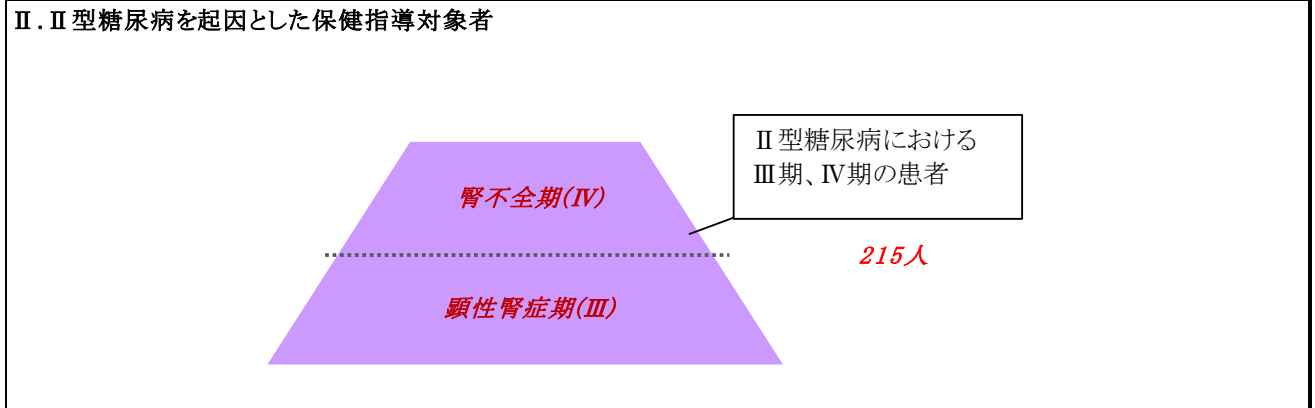 Ⅱ.Ⅱ型糖尿病を起因とした保健指導対象者
Ⅱ型糖尿病における
Ⅲ期、Ⅳ期の患者
腎不全期(Ⅳ)
215人
顕性腎症期(Ⅲ)